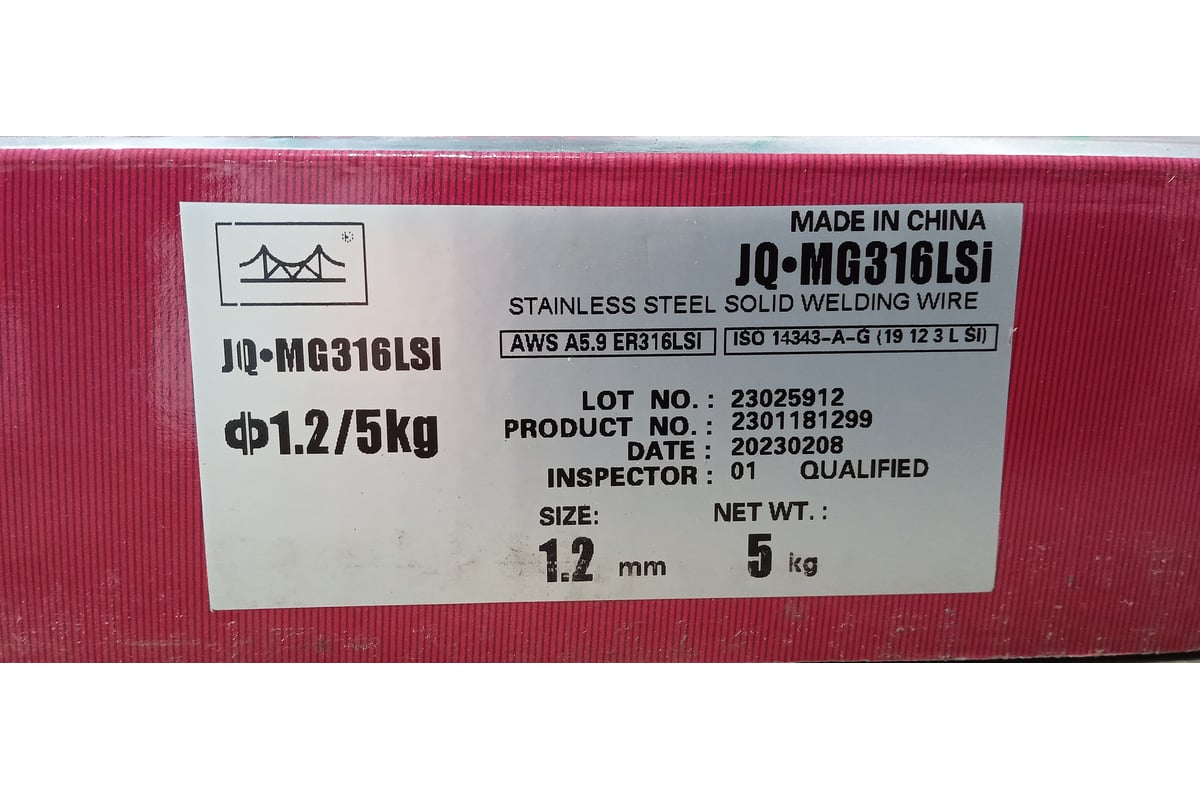 MADE IN CHINA
JQ•MG316LSi
STAINLESS STEEL SOLID WELDING WIRE
AWS A5.9 ER316LSI ISO 14343-A-G (19 12 3 L SI)
JQ•MG316LSI
Φ1.2/5kg
LOT NO.: 23025912
PRODUCT NO.: 2301181299
DATE: 20230208
INSPECTOR: 01 QUALIFIED
SIZE: NET WT.:
1.2 mm 5 kg